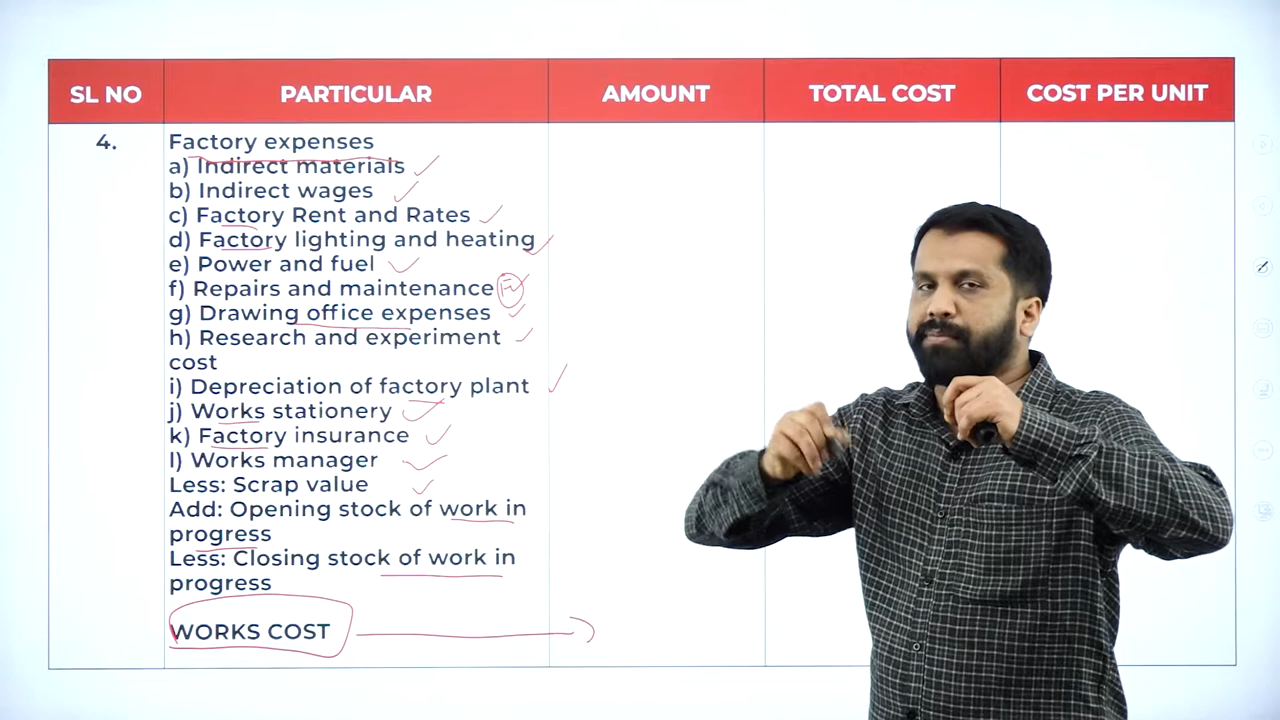 SL NO PARTICULAR AMOUNT TOTAL COST COST PER UNIT
4. Factory expenses
a) Indirect materials
b) Indirect wages
c) Factory Rent and Rates
d) Factory lighting and heating
e) Power and fuel
f) Repairs and maintenance
g) Drawing office expenses
h) Research and experiment
cost
i) Depreciation of factory plant
j) Works stationery
k) Factory insurance
l) Works manager
Less: Scrap value
Add: Opening stock of work in
progress
Less: Closing stock of work in
progress
WORKS COST